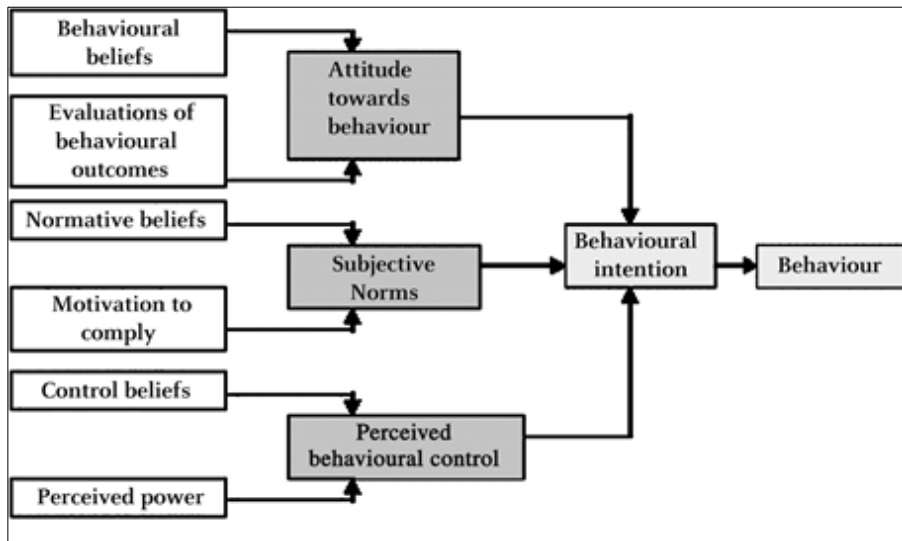 Behavioural
beliefs
Evaluations of
behavioural
outcomes
Attitude
towards
behaviour
Normative beliefs
Motivation to
comply
Subjective
Norms
Control beliefs
Perceived power
Perceived
behavioural control
Behavioural
intention
Behaviour